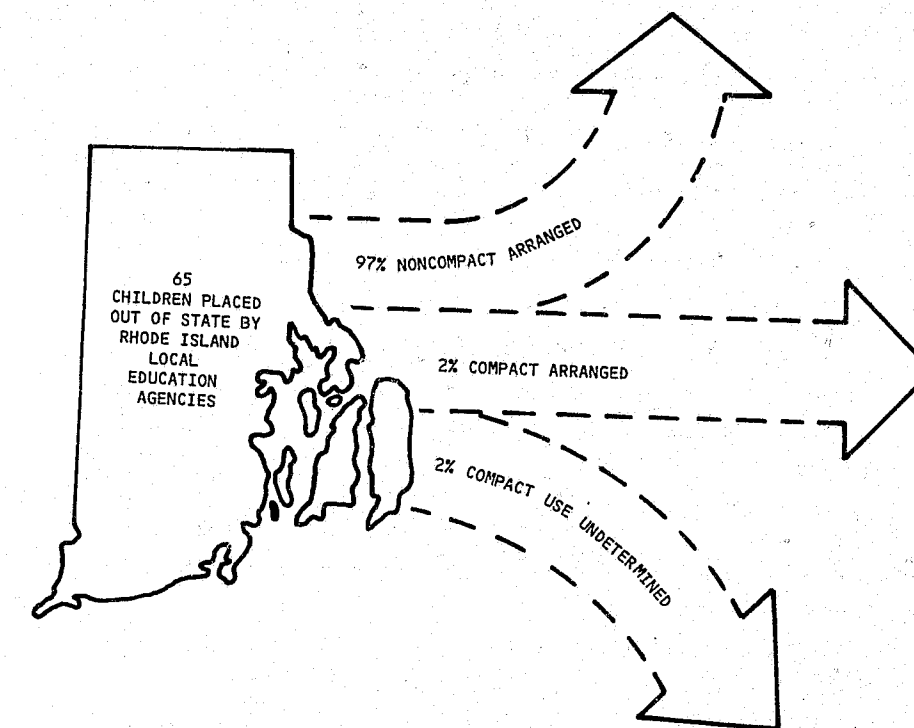 65
CHILDREN PLACED
OUT OF STATE BY
RHODE ISLAND
LOCAL
EDUCATION
AGENCIES
97% NONCOMPACT ARRANGED
2% COMPACT ARRANGED
2% COMPACT USE UNDETERMINED